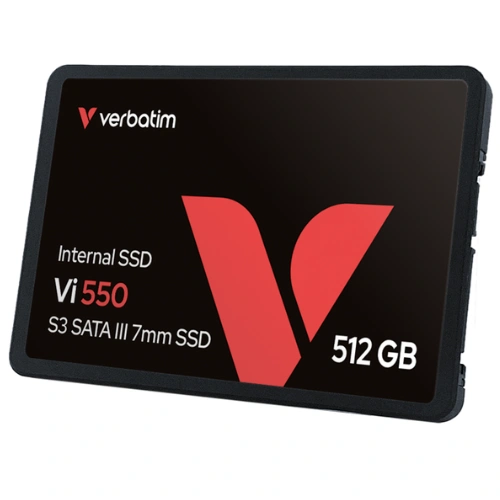 verbatim
Internal SSD
Vi 550
S3 SATA III 7mm SSD
512 GB